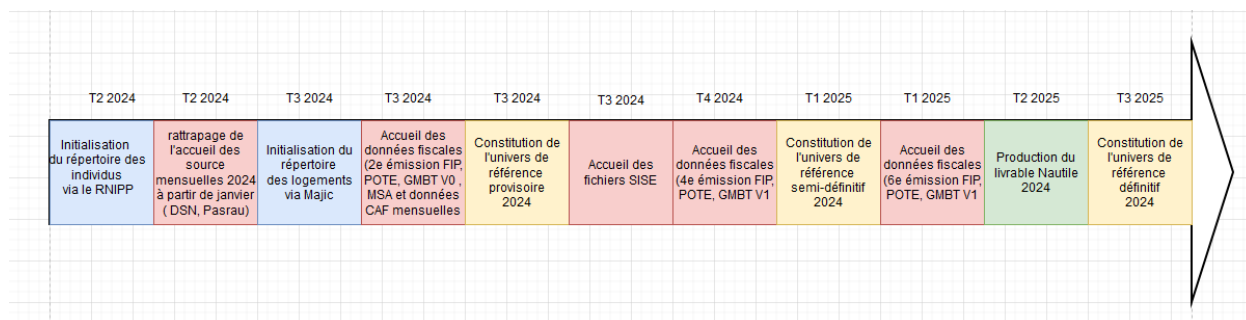 T2 2024
T2 2024
T3 2024
T3 2024
T3 2024
T3 2024
T4 2024
T1 2025
T1 2025
T2 2025
T3 2025
Initialisation
du répertoire des
individus
via le RNIPP
rattrapage de
l'accueil des
source
mensuelles 2024
à partir de janvier
( DSN, Pasrau)
Initialisation du
répertoire
des logements
via Majic
Accueil des
données fiscales
(2e émission FIP,
POTE, GMBT V0 ,
MSA et données
CAF mensuelles
Constitution de
l'univers de
référence
provisoire
2024
Accueil des
fichiers SISE
Accueil des
données fiscales
(4e émission FIP,
POTE, GMBT V1
Constitution de
l'univers de
référence
semi-définitif
2024
Accueil des
données fiscales
(6e émission FIP,
POTE, GMBT V1
Production du
livrable Nautile
2024
Constitution de
l'univers de
référence
définitif
2024